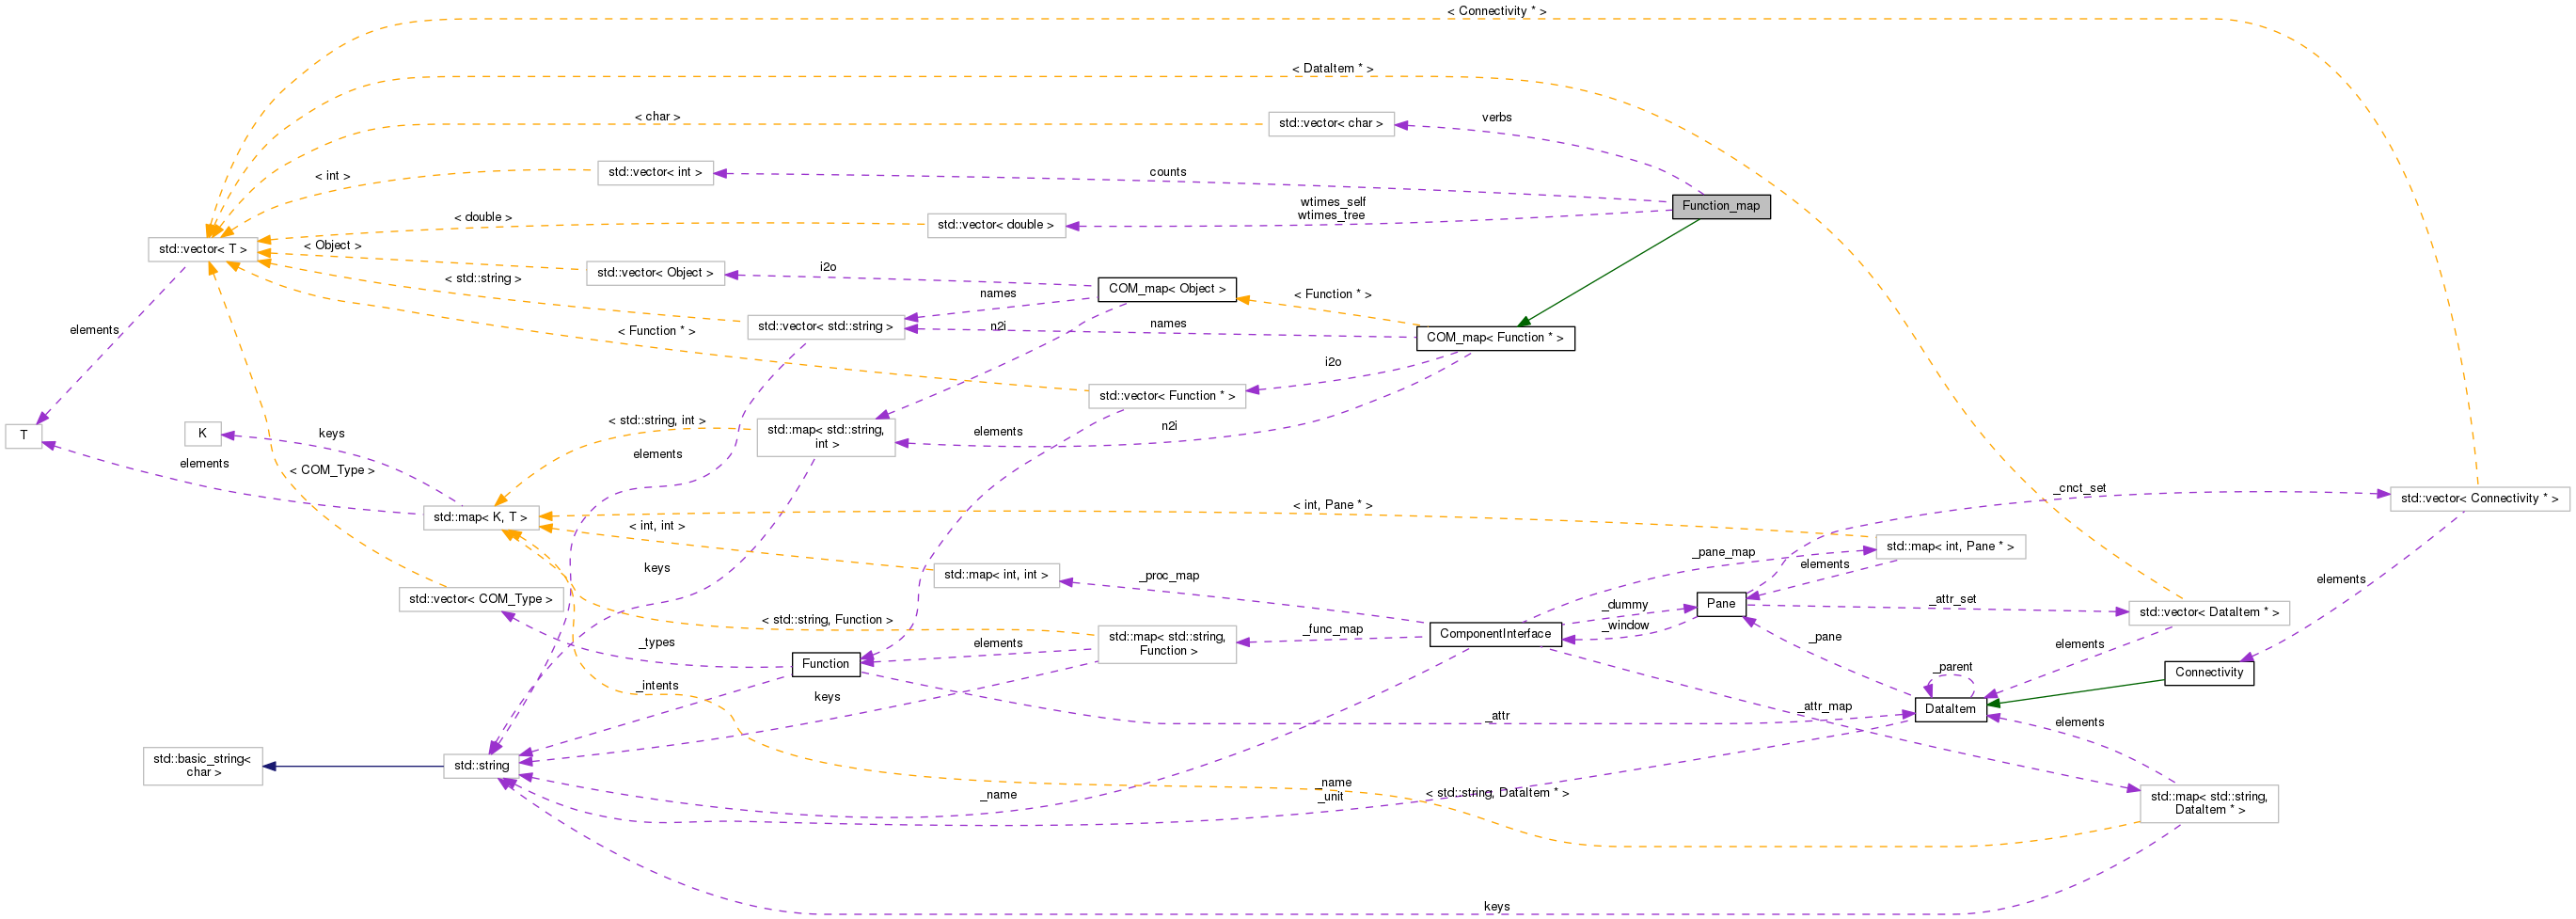 < Connectivity * >
< DataItem * >
< char >
std::vector< char >
verbs
< int >
std::vector< int >
counts
Function_map
wtimes_self
wtimes_tree
< double >
std::vector< double >
std::vector< T >
< Object >
std::vector< Object >
i2o
COM_map< Object >
< std::string >
names
< Function * >
std::vector< std::string >
n2i
names
COM_map< Function * >
elements
< Function * >
i2o
std::vector< Function * >
T
K
keys
< std::string, int >
std::map< std::string,
int >
elements
n2i
elements
elements
< COM_Type >
_cnct_set
std::vector< Connectivity * >
std::map< K, T >
< int, int >
< int, Pane * >
std::map< int, Pane * >
_pane_map
keys
std::map< int, int >
_proc_map
elements
elements
std::vector< COM_Type >
_dummy
Pane
_attr_set
std::vector< DataItem * >
< std::string, Function >
std::map< std::string,
Function >
_func_map
ComponentInterface
_window
_types
Function
elements
_pane
elements
_parent
Connectivity
_intents
keys
_attr
_attr_map
DataItem
elements
std::basic_string<
char >
std::string
_name
_name
_unit
< std::string, DataItem * >
std::map< std::string,
DataItem * >
keys